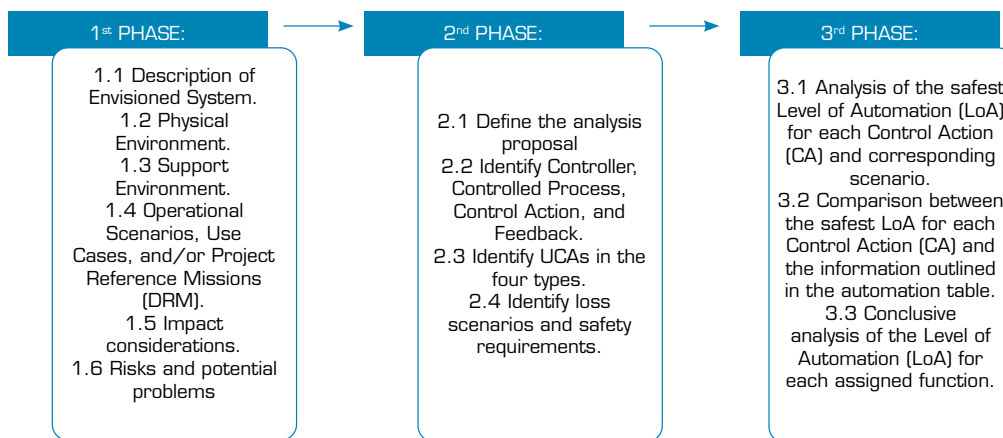 1st PHASE:
1.1 Description of
Envisioned System.
1.2 Physical
Environment.
1.3 Support
Environment.
1.4 Operational
Scenarios, Use
Cases, and/or Project
Reference Missions
(DRM).
1.5 Impact
considerations.
1.6 Risks and potential
problems
2nd PHASE:
2.1 Define the analysis
proposal
2.2 Identify Controller,
Controlled Process,
Control Action, and
Feedback.
2.3 Identify UCAs in the
four types.
2.4 Identify loss
scenarios and safety
requirements.
3rd PHASE:
3.1 Analysis of the safest
Level of Automation (LoA)
for each Control Action
(CA) and corresponding
scenario.
3.2 Comparison between
the safest LoA for each
Control Action (CA) and
the information outlined
in the automation table.
3.3 Conclusive
analysis of the Level of
Automation (LoA) for
each assigned function.